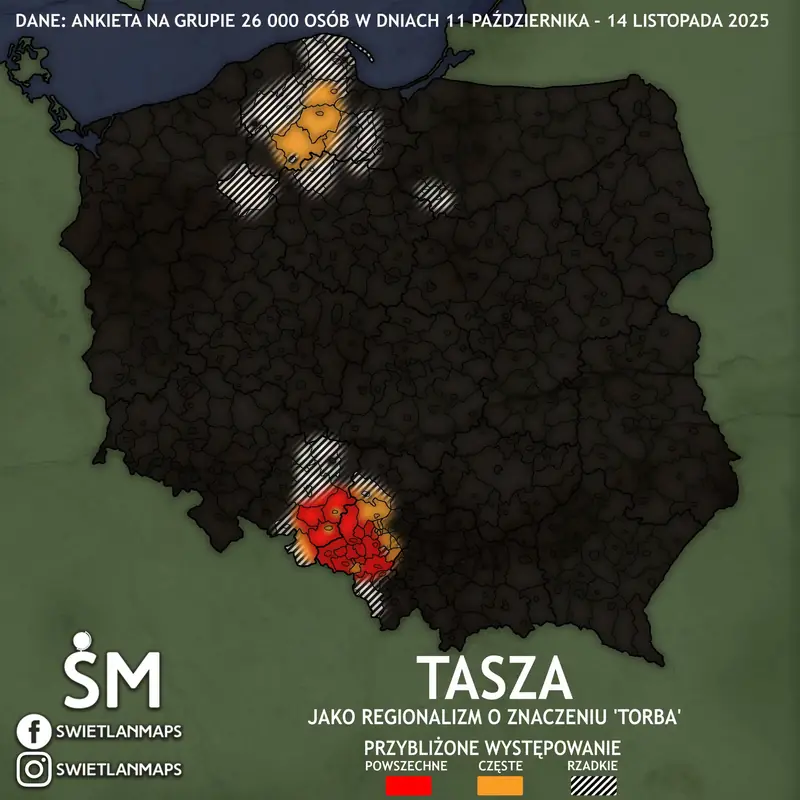 DANE: ANKIETA NA GRUPIE 26 000 OSÓB W DNIACH 11 PAŹDZIERNIKA - 14 LISTOPADA 2025
ŚM
SWIETLANMAPS
SWIETLANMAPS
TASZA
JAKO REGIONALIZM O ZNACZENIU 'TORBA'
PRZYBLIŻONE WYSTĘPOWANIE
POWSZECHNE CZĘSTE RZADKIE